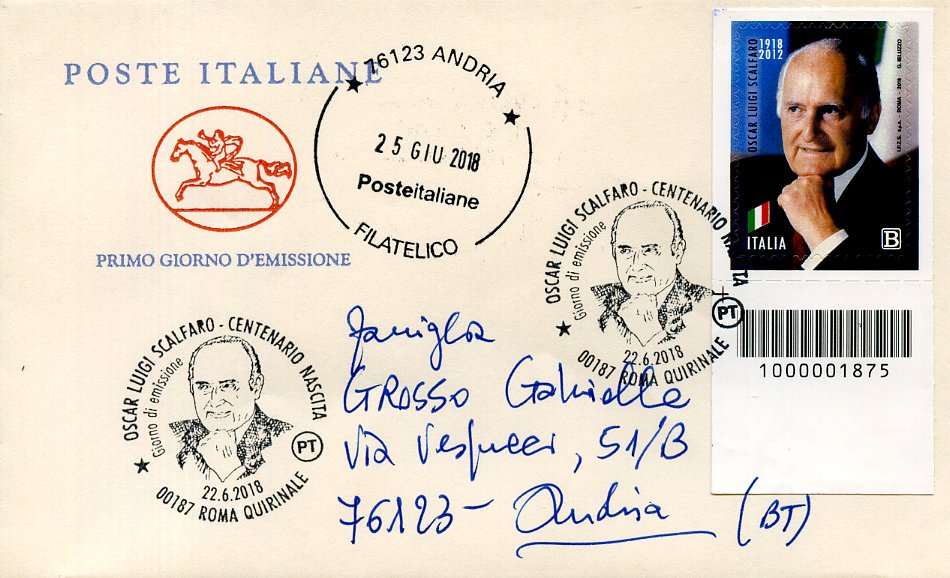 POSTE ITALIANE
PRIMO GIORNO D'EMISSIONE
76123 ANDRIA
25 GIU 2018
Posteitaliane
FILATELICO
OSCAR LUIGI SCALFARO
1918
2012
I.P.Z.S. S.p.A. - ROMA - 2018
G. BELUZZO
ITALIA
B
1000001875
OSCAR LUIGI SCALFARO - CENTENARIO NASCITA
Giorno di emissione
PT
22.6.2018
00187 ROMA QUIRINALE
OSCAR LUIGI SCALFARO - CENTENARIO NASCITA
Giorno di emissione
PT
22.6.2018
00187 ROMA QUIRINALE
Famiglia
GROSSO Gabriella
Via Vespucci, 51/B
76123- Andria (BT)